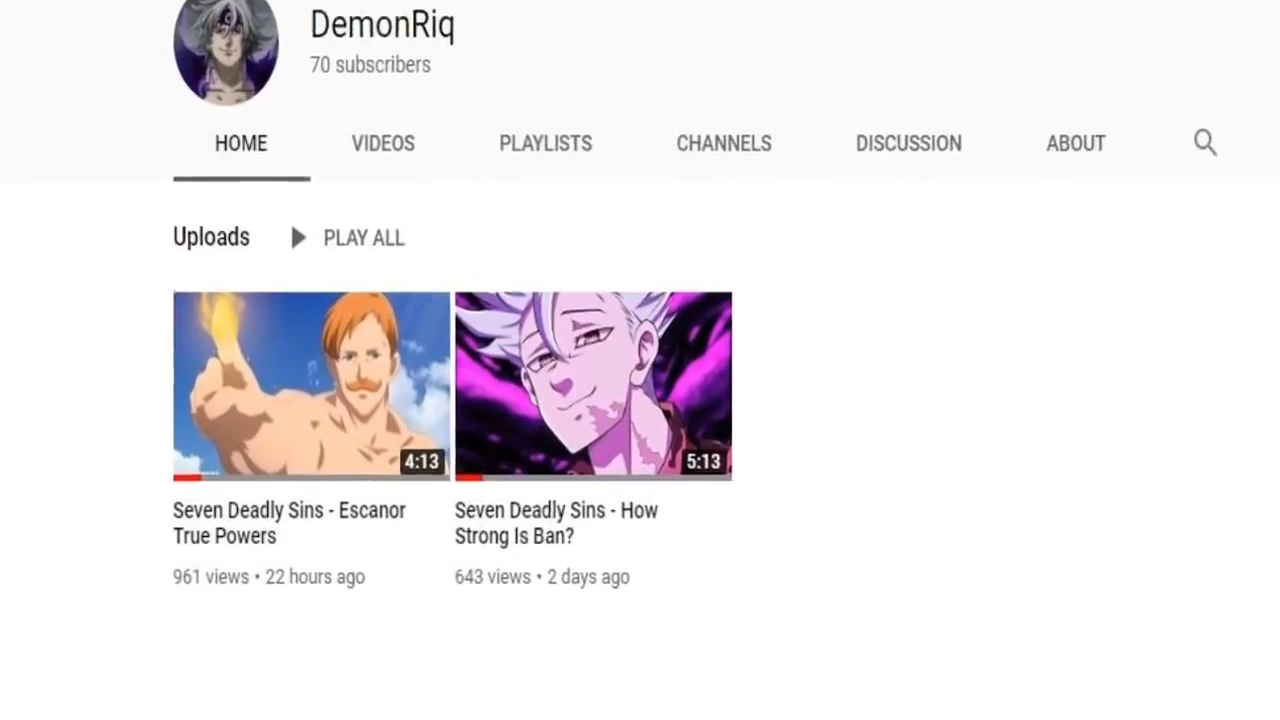 DemonRiq
70 subscribers
HOME VIDEOS PLAYLISTS CHANNELS DISCUSSION ABOUT
Uploads PLAY ALL
4:13 5:13
Seven Deadly Sins - Escanor
True Powers
961 views • 22 hours ago
Seven Deadly Sins - How
Strong Is Ban?
643 views • 2 days ago